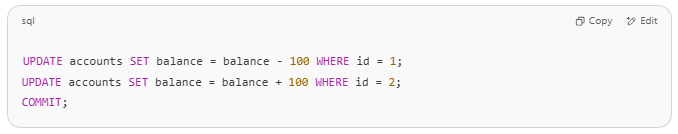 sql
Copy
Edit
UPDATE accounts SET balance = balance - 100 WHERE id = 1;
UPDATE accounts SET balance = balance + 100 WHERE id = 2;
COMMIT;